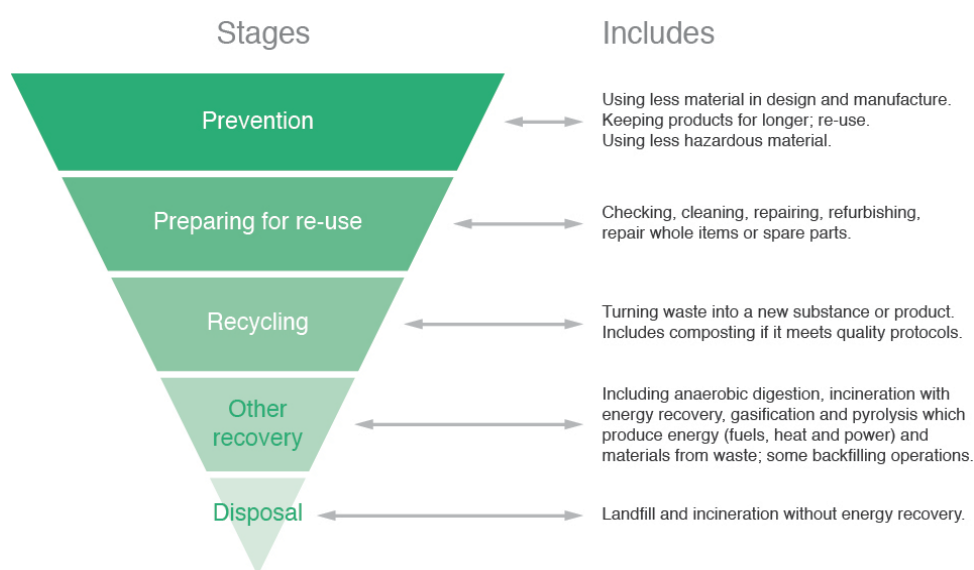 Stages
Includes
Prevention
Using less material in design and manufacture.
Keeping products for longer; re-use.
Using less hazardous material.
Preparing for re-use
Checking, cleaning, repairing, refurbishing,
repair whole items or spare parts.
Recycling
Turning waste into a new substance or product.
Includes composting if it meets quality protocols.
Other
recovery
Including anaerobic digestion, incineration with
energy recovery, gasification and pyrolysis which
produce energy (fuels, heat and power) and
materials from waste; some backfilling operations.
Disposal
Landfill and incineration without energy recovery.